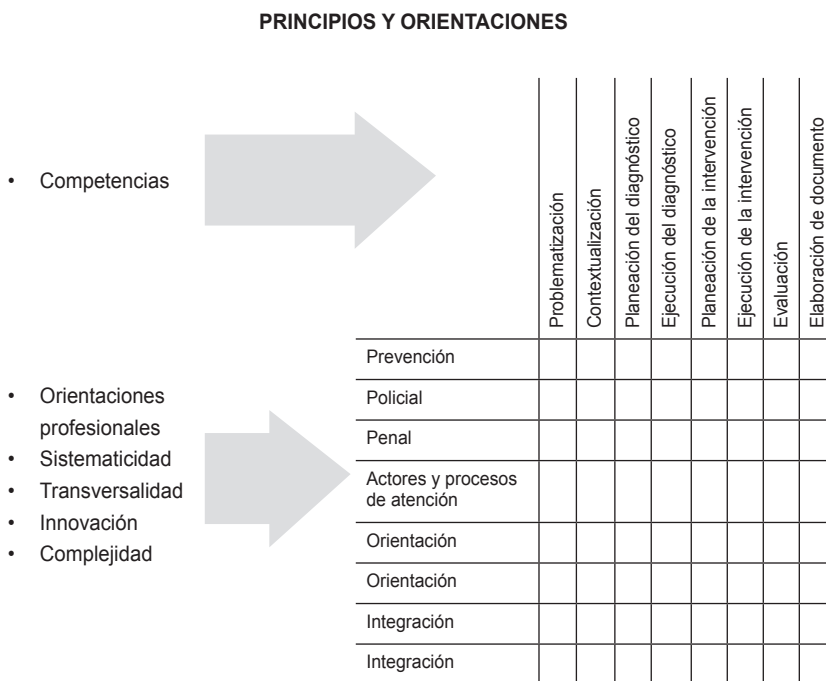 PRINCIPIOS Y ORIENTACIONES
• Competencias
Problematización
Contextualización
Planeación del diagnóstico
Ejecución del diagnóstico
Planeación de la intervención
Ejecución de la intervención
Evaluación
Elaboración de documento
• Orientaciones
profesionales
• Sistematicidad
• Transversalidad
• Innovación
• Complejidad
Prevención
Policial
Penal
Actores y procesos
de atención
Orientación
Orientación
Integración
Integración